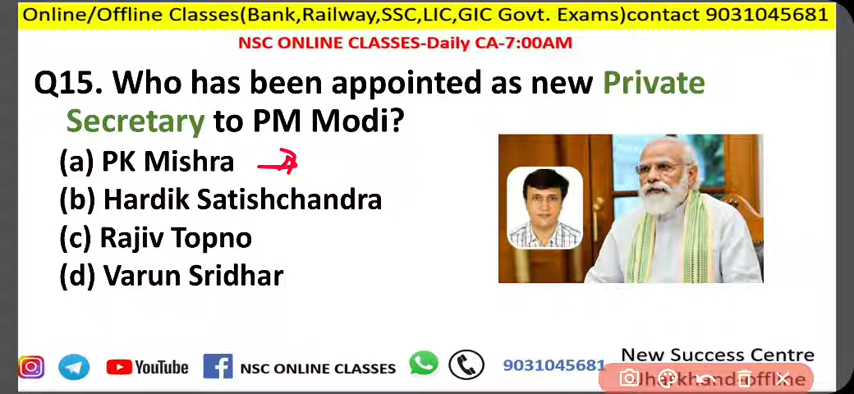 Online/Offline Classes(Bank,Railway,SSC,LIC,GIC Govt. Exams)contact 9031045681
NSC ONLINE CLASSES-Daily CA-7:00AM
Q15. Who has been appointed as new Private
Secretary to PM Modi?
(a) PK Mishra
(b) Hardik Satishchandra
(c) Rajiv Topno
(d) Varun Sridhar
YouTube NSC ONLINE CLASSES 9031045681 New Success Centre
Jharkhand-offline